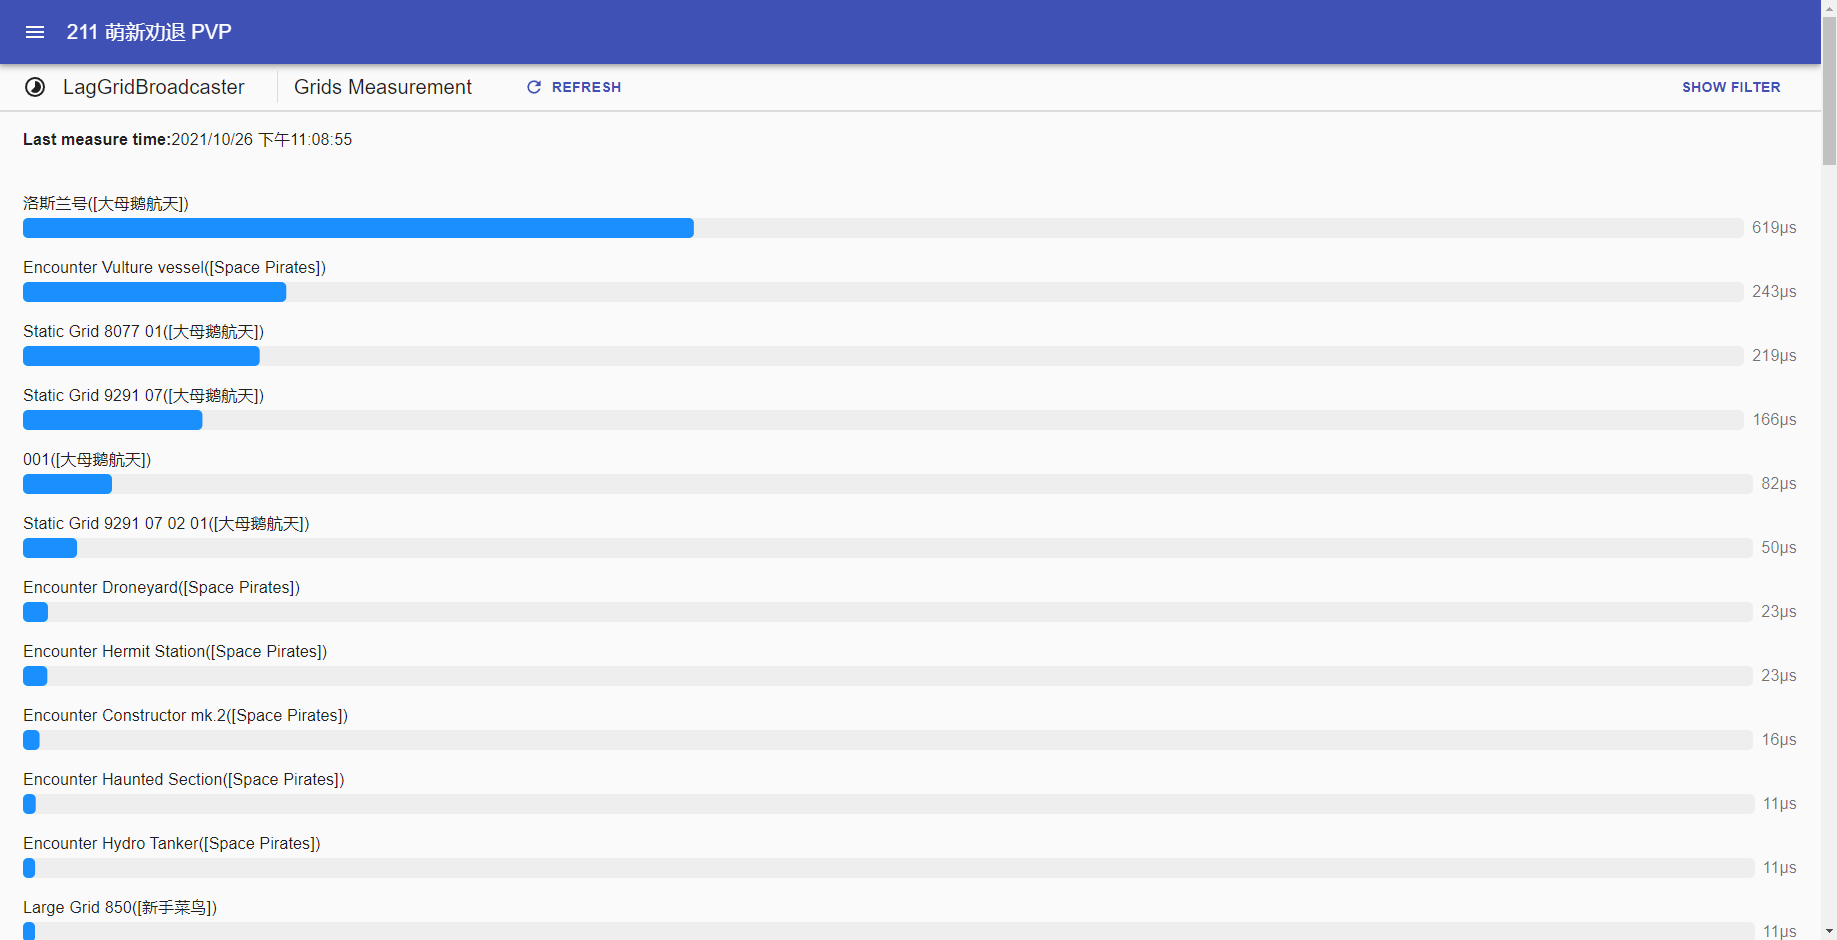 211 萌新劝退 PVP
LagGridBroadcaster Grids Measurement REFRESH SHOW FILTER
Last measure time:2021/10/26 下午11:08:55
洛斯兰号([大母鹅航天])
619μs
Encounter Vulture vessel([Space Pirates])
243μs
Static Grid 8077 01([大母鹅航天])
219μs
Static Grid 9291 07([大母鹅航天])
166μs
001([大母鹅航天])
82μs
Static Grid 9291 07 02 01([大母鹅航天])
50μs
Encounter Droneyard([Space Pirates])
23μs
Encounter Hermit Station([Space Pirates])
23μs
Encounter Constructor mk.2([Space Pirates])
16μs
Encounter Haunted Section([Space Pirates])
11μs
Encounter Hydro Tanker([Space Pirates])
11μs
Large Grid 850([新手菜鸟])
11μs